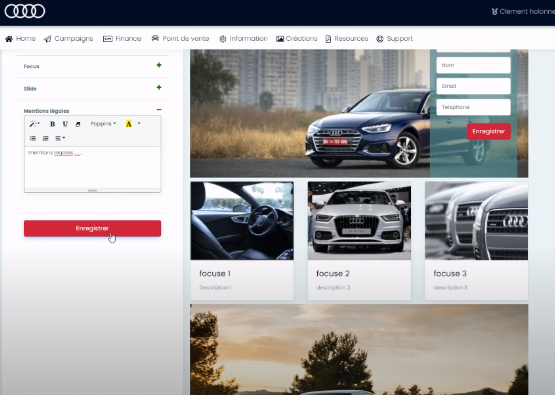 Clement holonne
Home Campaigns Finance Point de vente Information Créations Resources Support
Focus +
Slide +
Mentions légales −
B U Poppins A
mentions legales ....
Enregistrer
Nom
Email
Telephone
Enregistrer
focuse 1 focuse 2 focuse 3
Description 1 description 2 description 3